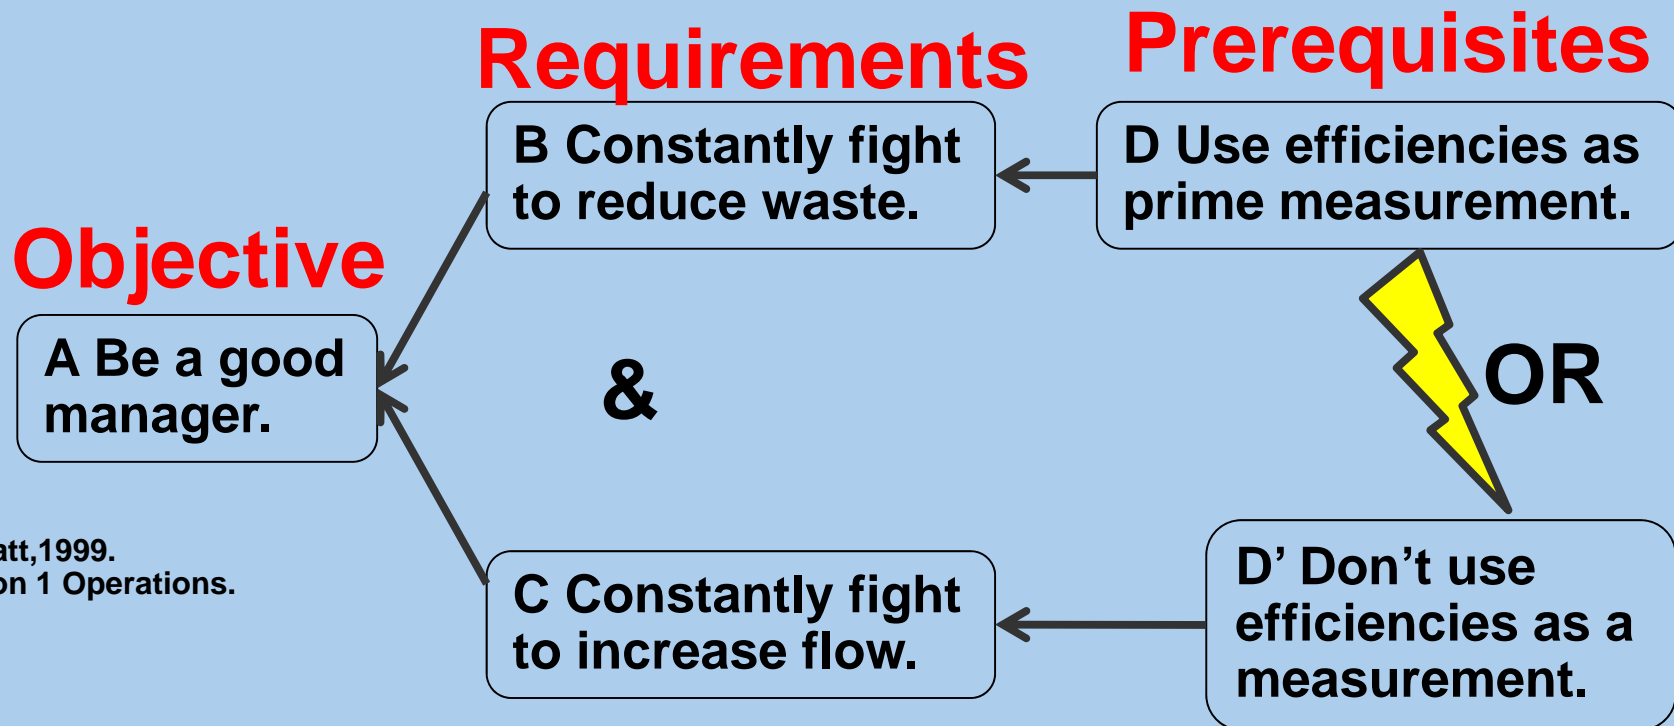 Requirements
Prerequisites
B Constantly fight
to reduce waste.
D Use efficiencies as
prime measurement.
Objective
A Be a good
manager.
&
OR
1999.
1 Operations.
C Constantly fight
to increase flow.
D’ Don’t use
efficiencies as a
measurement.